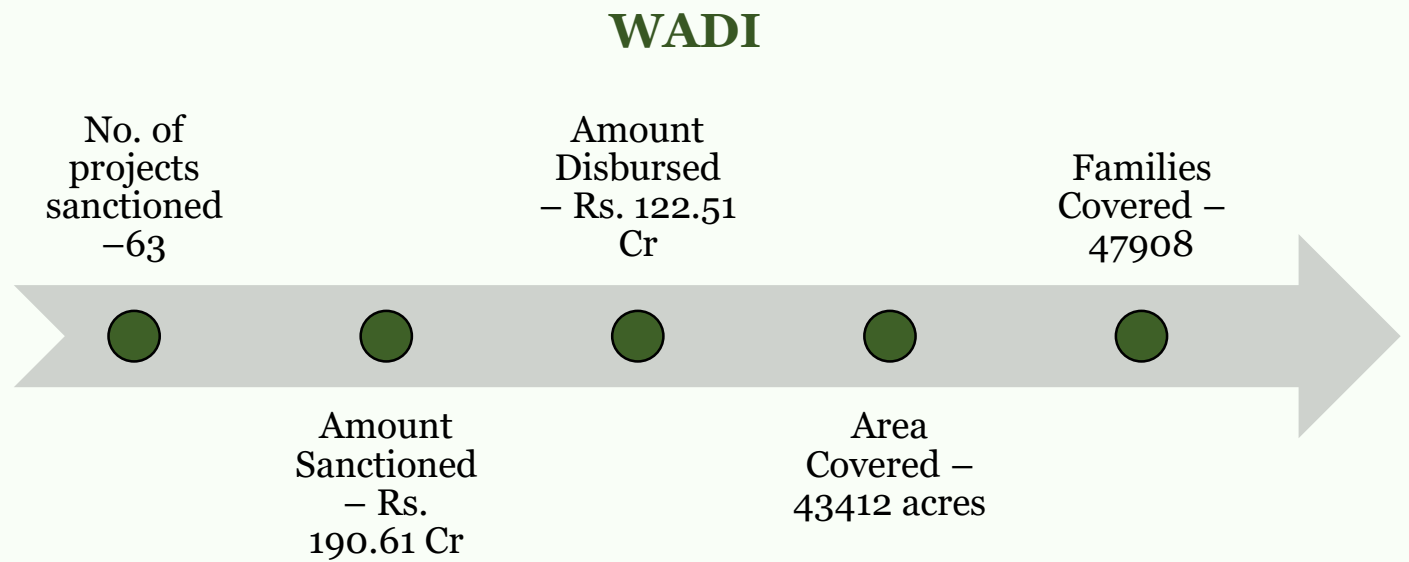 WADI
No. of
projects
sanctioned
–63
Amount
Sanctioned
– Rs.
190.61 Cr
Amount
Disbursed
– Rs. 122.51
Cr
Area
Covered –
43412 acres
Families
Covered –
47908